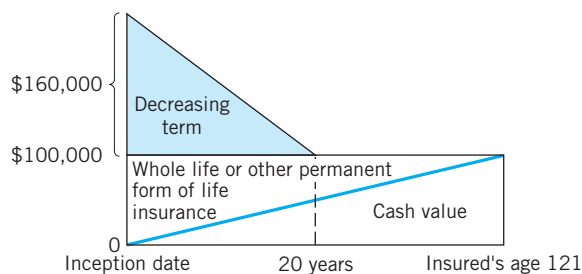 $160,000
Decreasing
term
$100,000
Whole life or other permanent
form of life
insurance
Cash value
0
Inception date
20 years
Insured's age 121